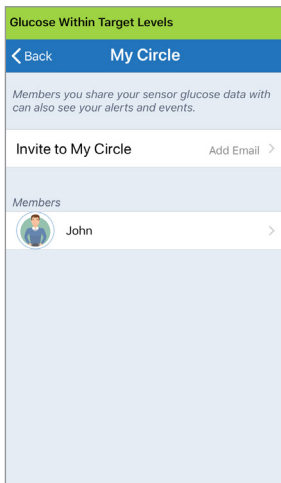 Glucose Within Target Levels
Back My Circle
Members you share your sensor glucose data with
can also see your alerts and events.
Invite to My Circle Add Email
Members
John